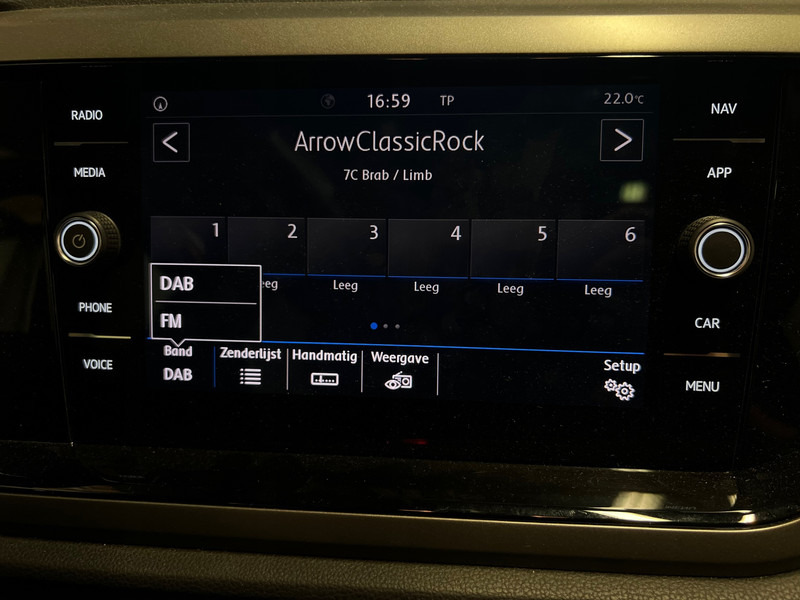 RADIO
MEDIA
PHONE
VOICE
16:59 TP 22.0°C
< ArrowClassicRock >
7C Brab / Limb
1 2 3 4 5 6
eeg Leeg Leeg Leeg Leeg
DAB
FM
Band Zenderlijst Handmatig Weergave Setup
DAB
NAV
APP
CAR
MENU